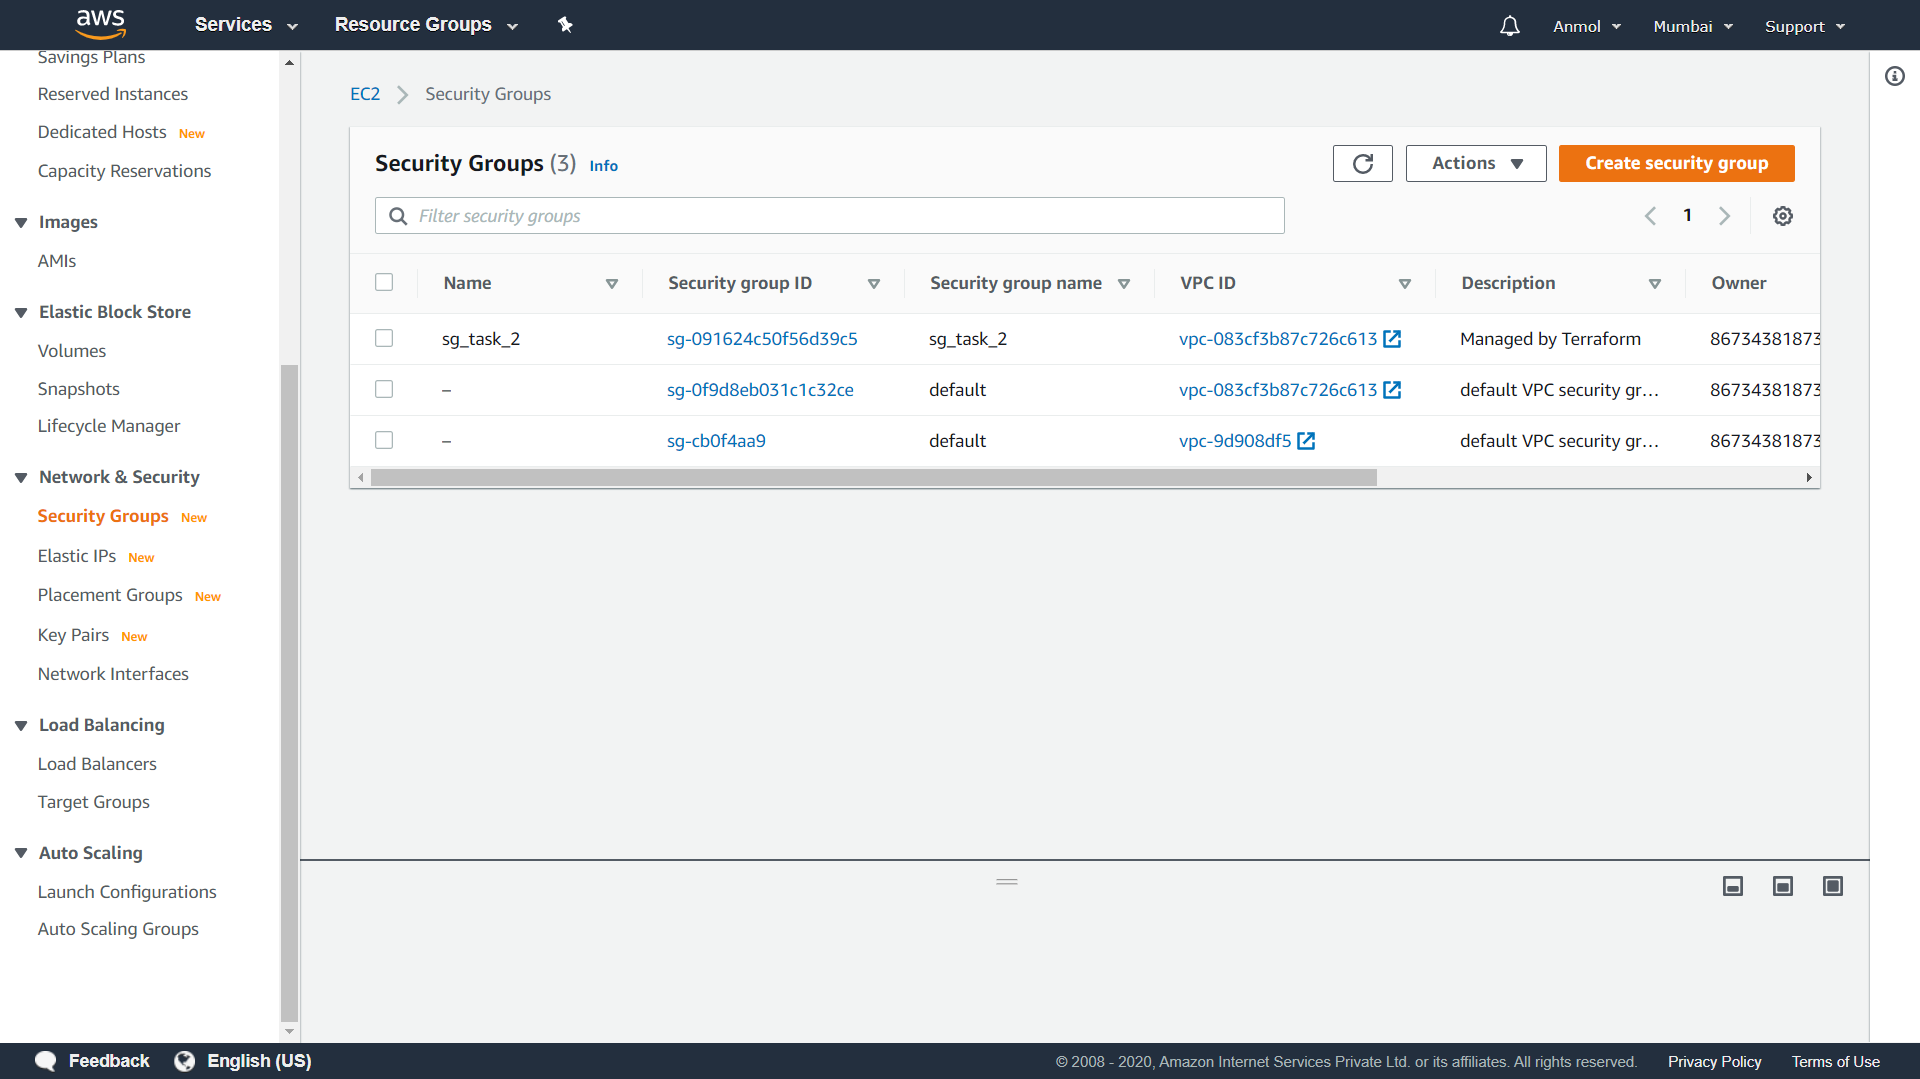 aws
Services
Resource Groups
Anmol
Mumbai
Support
Savings Plans
Reserved Instances
Dedicated Hosts New
Capacity Reservations
Images
AMIs
Elastic Block Store
Volumes
Snapshots
Lifecycle Manager
Network & Security
Security Groups New
Elastic IPs New
Placement Groups New
Key Pairs New
Network Interfaces
Load Balancing
Load Balancers
Target Groups
Auto Scaling
Launch Configurations
Auto Scaling Groups
EC2 Security Groups
Security Groups (3) Info
Actions
Create security group
Filter security groups
1
Name Security group ID Security group name VPC ID Description Owner
sg_task_2 sg-091624c50f56d39c5 sg_task_2 vpc-083cf3b87c726c613 Managed by Terraform 86734381873
– sg-0f9d8eb031c1c32ce default vpc-083cf3b87c726c613 default VPC security gr... 86734381873
– sg-cb0f4aa9 default vpc-9d908df5 default VPC security gr... 86734381873
Feedback
English (US)
© 2008 - 2020, Amazon Internet Services Private Ltd. or its affiliates. All rights reserved.
Privacy Policy
Terms of Use